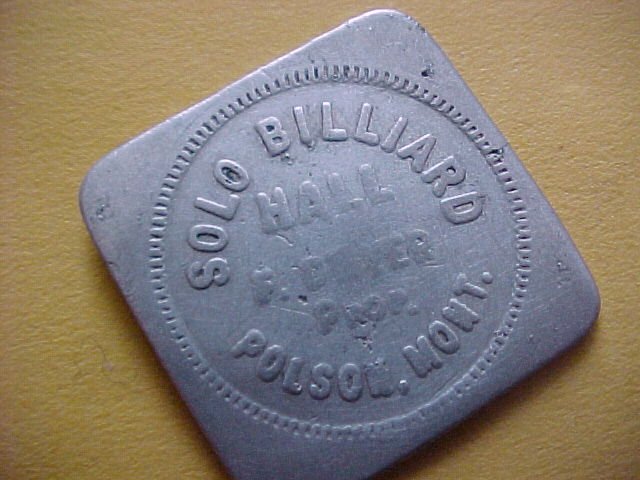 SOLO BILLIARD
HALL
PROP.
POLSON, MONT.